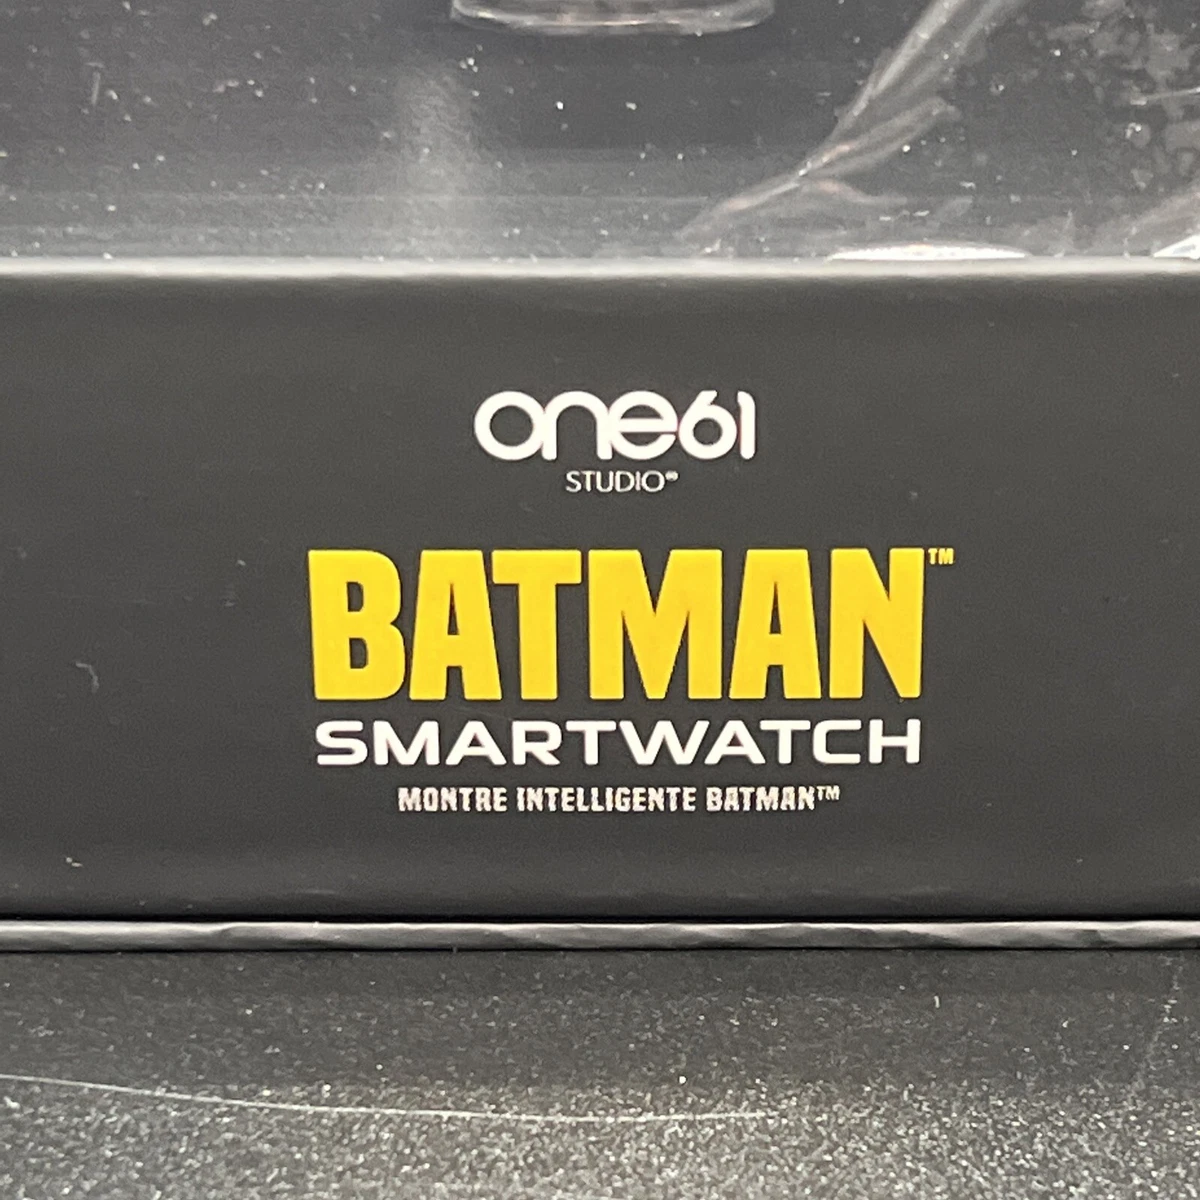 one61
STUDIO
BATMAN™
SMARTWATCH
MONTRE INTELLIGENTE BATMAN™